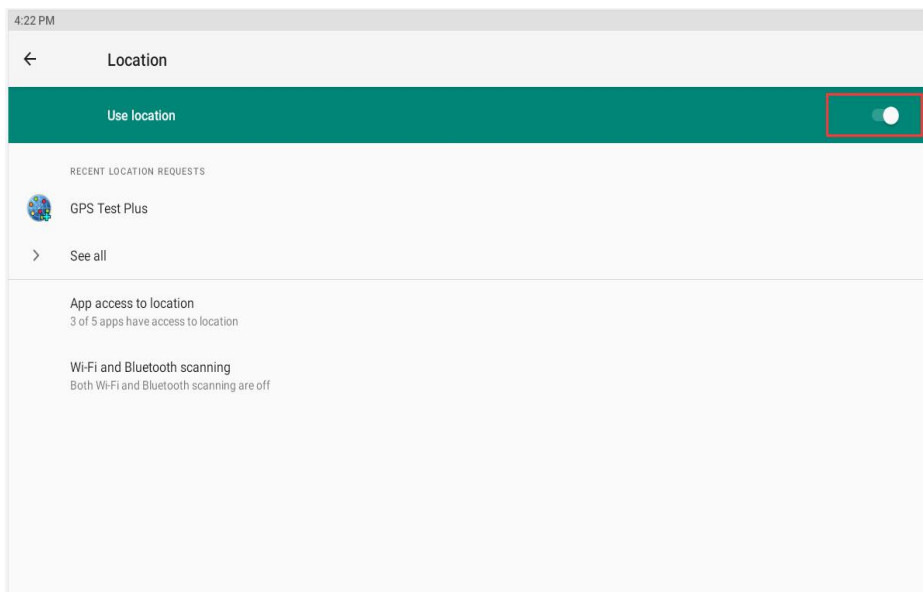 4:22 PM
Location
Use location
RECENT LOCATION REQUESTS
GPS Test Plus
See all
App access to location
3 of 5 apps have access to location
Wi-Fi and Bluetooth scanning
Both Wi-Fi and Bluetooth scanning are off